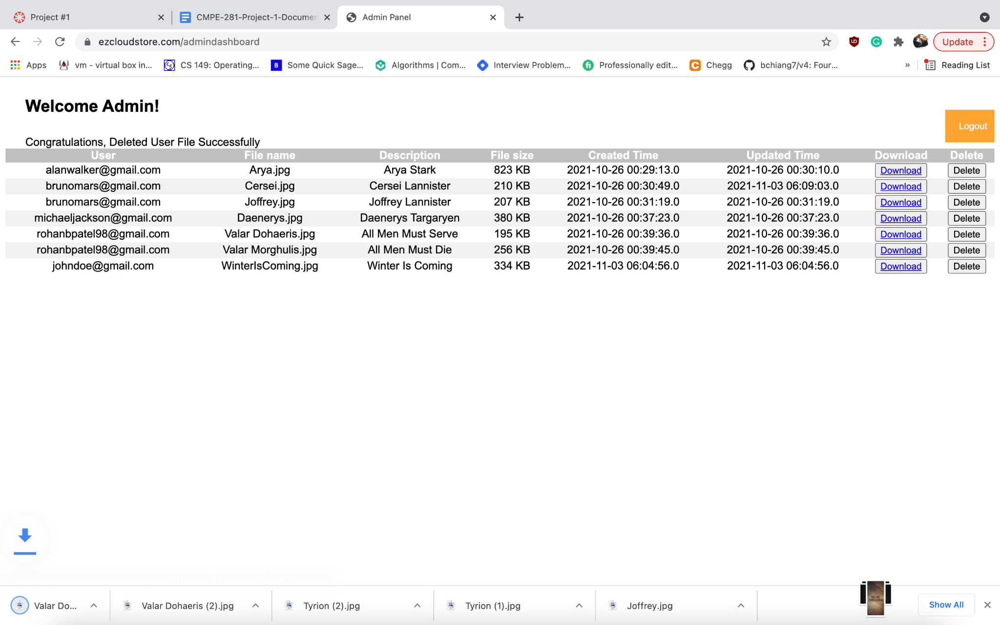 Project #1
CMPE-281-Project-1-Documen
Admin Panel
ezcloudstore.com/admindashboard
Update
Apps
vm - virtual box in...
CS 149: Operating...
Some Quick Sage...
Algorithms | Com...
Interview Problem...
Professionally edit...
Chegg
bchiang7/v4: Four...
»
Reading List
Welcome Admin!
Logout
Congratulations, Deleted User File Successfully
User File name Description File size Created Time Updated Time Download Delete
alanwalker@gmail.com Arya.jpg Arya Stark 823 KB 2021-10-26 00:29:13.0 2021-10-26 00:30:10.0 Download Delete
brunomars@gmail.com Cersei.jpg Cersei Lannister 210 KB 2021-10-26 00:30:49.0 2021-11-03 06:09:03.0 Download Delete
brunomars@gmail.com Joffrey.jpg Joffrey Lannister 207 KB 2021-10-26 00:31:19.0 2021-10-26 00:31:19.0 Download Delete
michaeljackson@gmail.com Daenerys.jpg Daenerys Targaryen 380 KB 2021-10-26 00:37:23.0 2021-10-26 00:37:23.0 Download Delete
rohanbpatel98@gmail.com Valar Dohaeris.jpg All Men Must Serve 195 KB 2021-10-26 00:39:36.0 2021-10-26 00:39:36.0 Download Delete
rohanbpatel98@gmail.com Valar Morghulis.jpg All Men Must Die 256 KB 2021-10-26 00:39:45.0 2021-10-26 00:39:45.0 Download Delete
johndoe@gmail.com WinterIsComing.jpg Winter Is Coming 334 KB 2021-11-03 06:04:56.0 2021-11-03 06:04:56.0 Download Delete
Valar Do...
Valar Dohaeris (2).jpg
Tyrion (2).jpg
Tyrion (1).jpg
Joffrey.jpg
VALAR
DOHAERIS
Show All